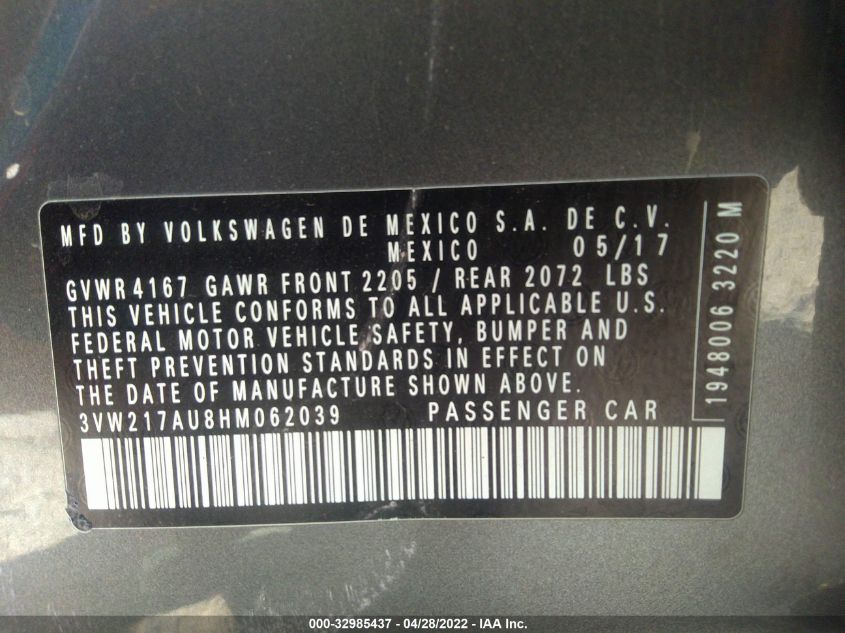 MFD BY VOLKSWAGEN DE MEXICO S.A. DE C.V.
MEXICO 05/17
GVWR 4167 GAWR FRONT 2205 / REAR 2072 LBS
THIS VEHICLE CONFORMS TO ALL APPLICABLE U.S.
FEDERAL MOTOR VEHICLE SAFETY, BUMPER AND
THEFT PREVENTION STANDARDS IN EFFECT ON
THE DATE OF MANUFACTURE SHOWN ABOVE.
3VW217AU8HM062039 PASSENGER CAR
1948006 3220 M
000-32985437 - 04/28/2022 - IAA Inc.